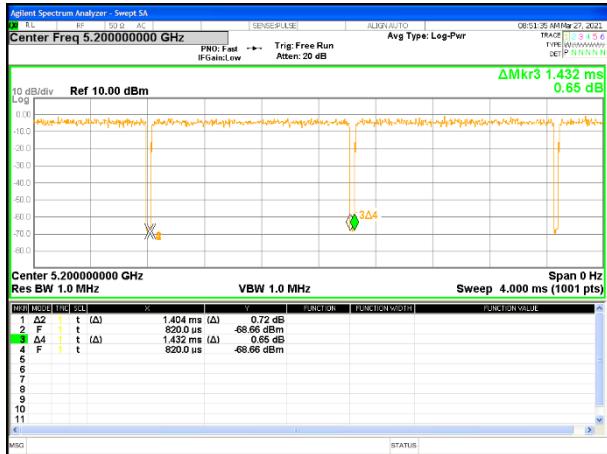 Agilent Spectrum Analyzer - Swept SA
RL RF 50 Ω AC SENSE:PULSE ALIGN AUTO 08:51:35 AM Mar 27, 2021
Center Freq 5.200000000 GHz PNO: Fast Trig: Free Run Avg Type: Log-Pwr TRACE 1 2 3 4 5 6
IFGain:Low Atten: 20 dB TYPE W
DET P N N N N N
ΔMkr3 1.432 ms
0.65 dB
10 dB/div Ref 10.00 dBm
Log
0.00
-10.0
-20.0
-30.0
-40.0
-50.0
-60.0
-70.0
-80.0
3Δ4
Center 5.200000000 GHz Span 0 Hz
Res BW 1.0 MHz VBW 1.0 MHz Sweep 4.000 ms (1001 pts)
MKR MODE TRC SCL X Y FUNCTION FUNCTION WIDTH FUNCTION VALUE
1 Δ2 1 t (Δ) 1.404 ms (Δ) 0.72 dB
2 F 1 t 820.0 µs -68.66 dBm
3 Δ4 1 t (Δ) 1.432 ms (Δ) 0.65 dB
4 F 1 t 820.0 µs -68.66 dBm
5
6
7
8
9
10
11
MSG STATUS